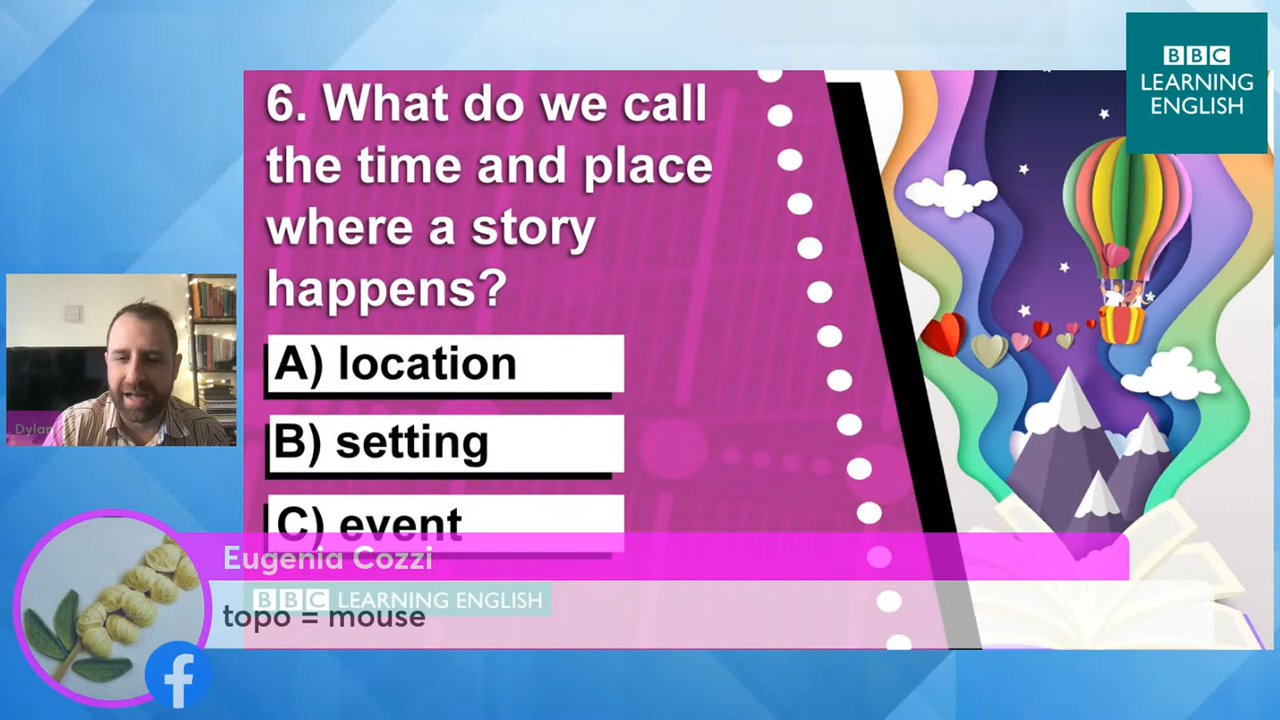 BBC
LEARNING
ENGLISH
6. What do we call
the time and place
where a story
happens?
A) location
B) setting
C) event
Dylan
Eugenia Cozzi
BBC LEARNING ENGLISH
topo = mouse